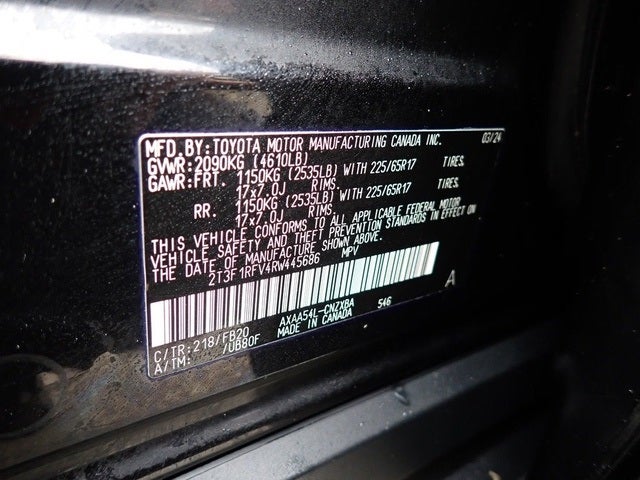 MFD. BY: TOYOTA MOTOR MANUFACTURING CANADA INC. 03/24
GVWR: 2090KG (4610LB)
GAWR: FRT. 1150KG (2535LB) WITH 225/65R17 TIRES,
17x7.0J RIMS.
RR. 1150KG (2535LB) WITH 225/65R17 TIRES,
17x7.0J RIMS.
THIS VEHICLE CONFORMS TO ALL APPLICABLE FEDERAL MOTOR
VEHICLE SAFETY AND THEFT PREVENTION STANDARDS IN EFFECT ON
THE DATE OF MANUFACTURE SHOWN ABOVE.
2T3F1RFV4RW445686 MPV
A
C/TR: 218/FB20 AXAA54L-CNZXBA 546
A/TM: /UB80F MADE IN CANADA